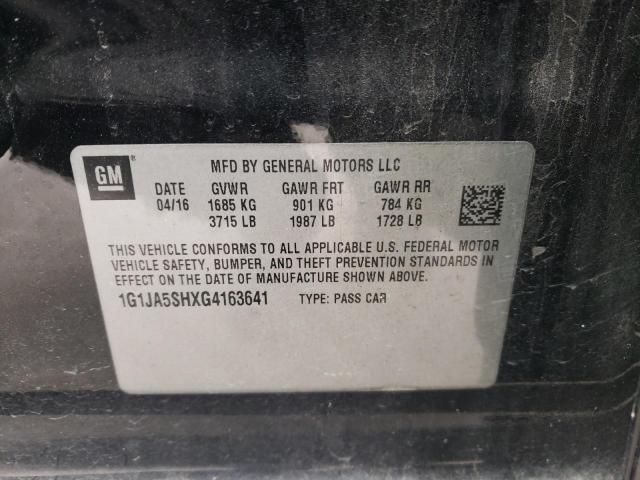 GM ®
MFD BY GENERAL MOTORS LLC
DATE GVWR GAWR FRT GAWR RR
04/16 1685 KG 901 KG 784 KG
3715 LB 1987 LB 1728 LB
THIS VEHICLE CONFORMS TO ALL APPLICABLE U.S. FEDERAL MOTOR
VEHICLE SAFETY, BUMPER, AND THEFT PREVENTION STANDARDS IN
EFFECT ON THE DATE OF MANUFACTURE SHOWN ABOVE.
1G1JA5SHXG4163641 TYPE: PASS CAR